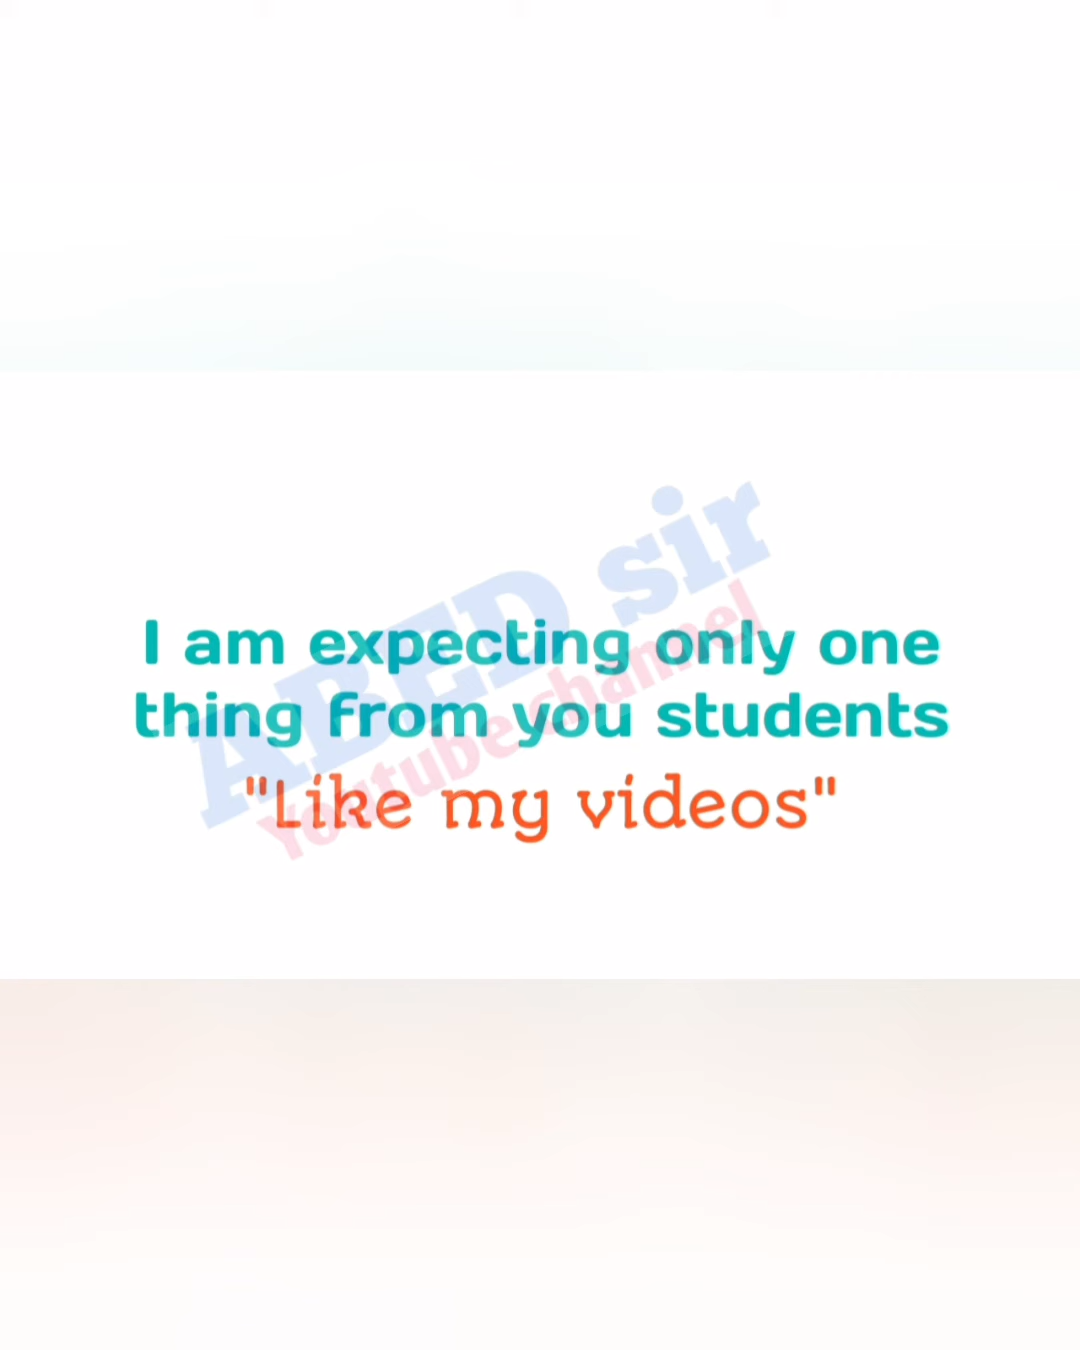 ABED sir
Youtube channel
I am expecting only one
thing from you students
"Like my videos"